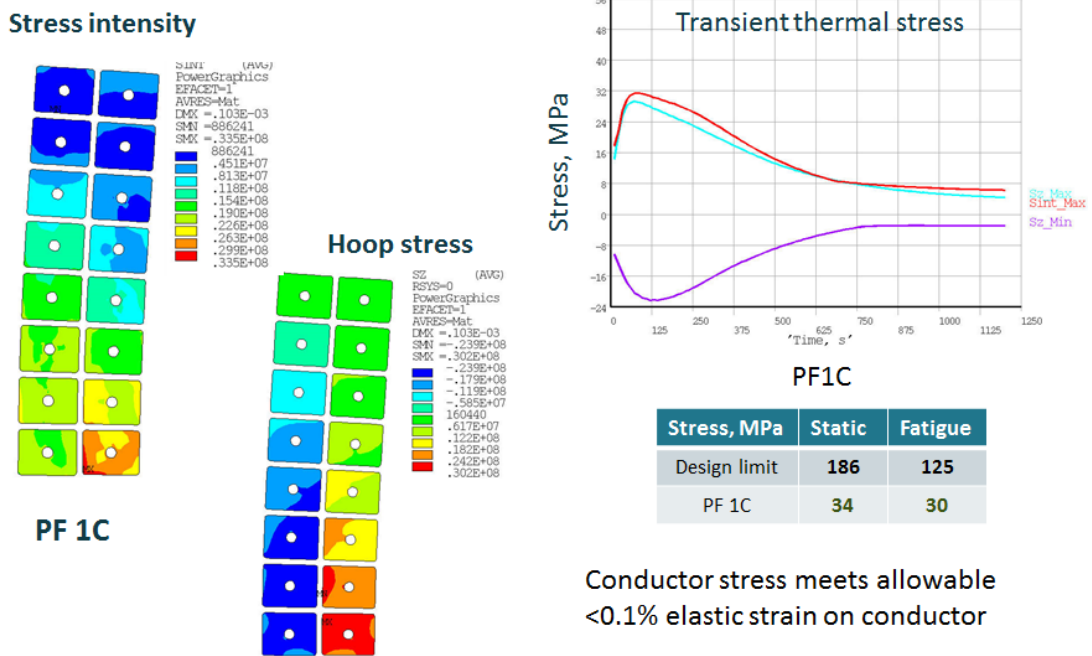 Stress intensity
SINT (AVG)
PowerGraphics
EFACET=1
AVRES=Mat
DMX =.103E-03
SMN =886241
SMX =.335E+08
886241
.451E+07
.813E+07
.118E+08
.154E+08
.190E+08
.226E+08
.263E+08
.299E+08
.335E+08
MX
PF 1C
Hoop stress
SZ (AVG)
RSYS=0
PowerGraphics
EFACET=1
AVRES=Mat
DMX =.103E-03
SMN =-.239E+08
SMX =.302E+08
-.239E+08
-.179E+08
-.119E+08
-.585E+07
160440
.617E+07
.122E+08
.182E+08
.242E+08
.302E+08
MX
Transient thermal stress
Stress, MPa
56
48
40
32
24
16
8
0
-8
-16
-24
0 125 250 375 500 625 750 875 1000 1125 1250
'Time, s'
Sz_Max
Sint_Max
Sz_Min
PF1C
Stress, MPa Static Fatigue
Design limit 186 125
PF 1C 34 30
Conductor stress meets allowable
<0.1% elastic strain on conductor